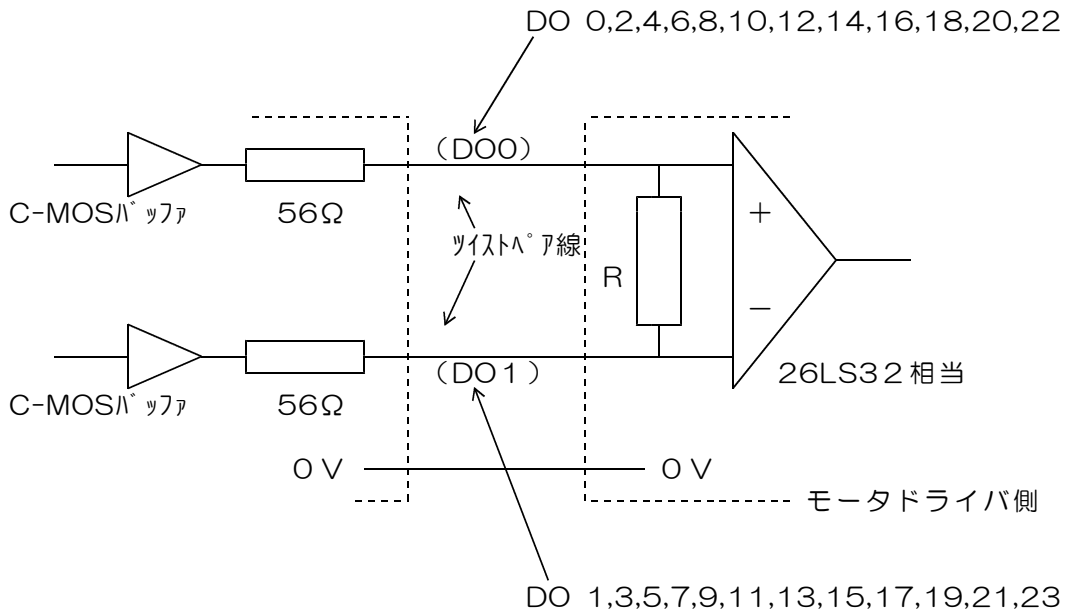 DO 0,2,4,6,8,10,12,14,16,18,20,22
(DO0)
C-MOSﾊﾞｯﾌｧ
56Ω
+
ﾂｲｽﾄﾍﾟｱ線
R
−
(DO１)
26LS3２相当
C-MOSﾊﾞｯﾌｧ
56Ω
０Ｖ
０Ｖ
モータドライバ側
DO 1,3,5,7,9,11,13,15,17,19,21,23